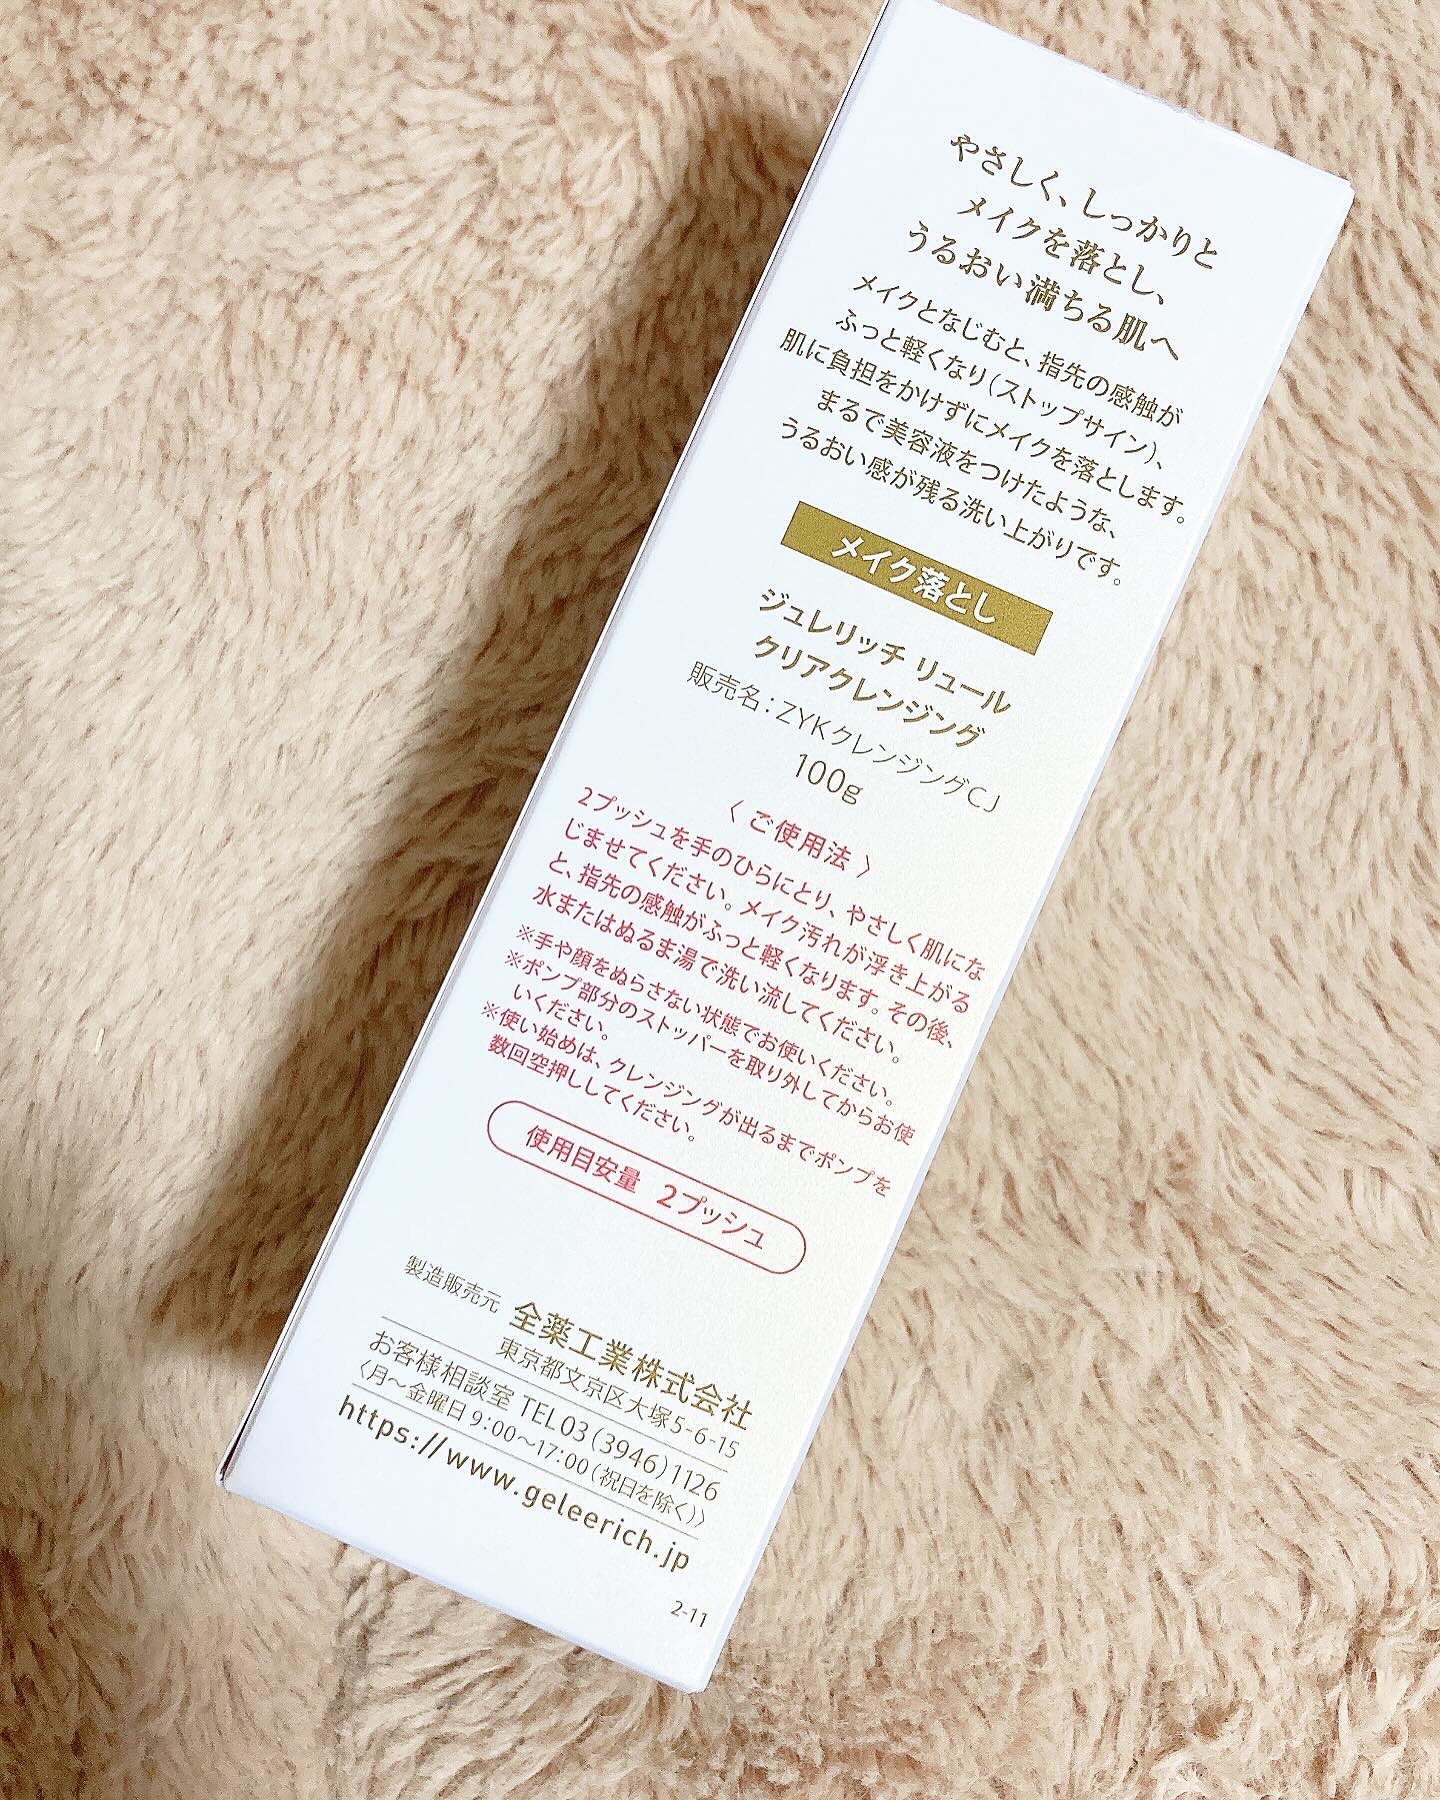 やさしく、しっかりと
メイクを落とし、
うるおい満ちる肌へ
メイクとなじむと、指先の感触が
ふっと軽くなり（ストップサイン）、
肌に負担をかけずにメイクを落とします。
まるで美容液をつけたような、
うるおい感が残る洗い上がりです。
メイク落とし
ジュレリッチ リュール
クリアクレンジング
販売名：ZYKクレンジングCJ
100g
〈ご使用法〉
2プッシュを手のひらにとり、やさしく肌にな
じませてください。メイク汚れが浮き上がる
と、指先の感触がふっと軽くなります。その後、
水またはぬるま湯で洗い流してください。
※手や顔をぬらさない状態でお使いください。
※ポンプ部分のストッパーを取り外してからお使
いください。
※使い始めは、クレンジングが出るまでポンプを
数回空押ししてください。
使用目安量 2プッシュ
製造販売元 全薬工業株式会社
東京都文京区大塚5-6-15
お客様相談室 TEL03(3946)1126
〈月〜金曜日 9：00〜17：00（祝日を除く）〉
https://www.geleerich.jp
2-11